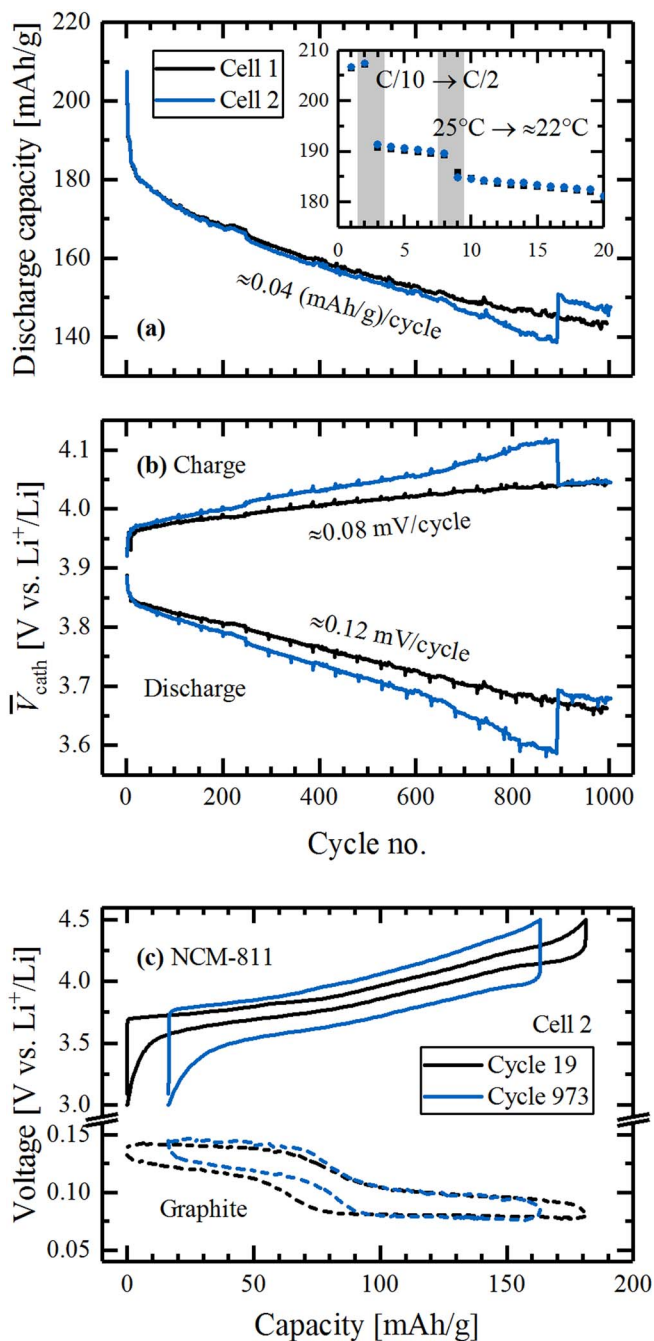 220
200
180
160
140
Discharge capacity [mAh/g]
Cell 1
Cell 2
210
200
190
180
C/10 → C/2
25°C → ≈22°C
1
5
10
15
20
≈0.04 (mAh/g)/cycle
(a)
4.1
4.0
3.9
3.8
3.7
3.6
V̅cath [V vs. Li⁺/Li]
(b) Charge
≈0.08 mV/cycle
≈0.12 mV/cycle
Discharge
0 200 400 600 800 1000
Cycle no.
4.5
4.0
3.5
3.0
0.15
0.10
0.05
Voltage [V vs. Li⁺/Li]
(c) NCM-811
Cell 2
Cycle 19
Cycle 973
Graphite
0 50 100 150 200
Capacity [mAh/g]